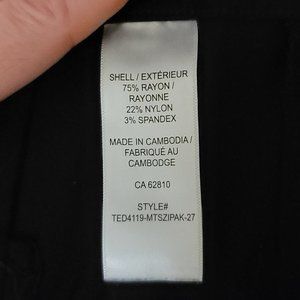 SHELL / EXTÉRIEUR
75% RAYON /
RAYONNE
22% NYLON
3% SPANDEX
MADE IN CAMBODIA /
FABRIQUÉ AU
CAMBODGE
CA 62810
STYLE#
TED4119-MTSZIPAK-27